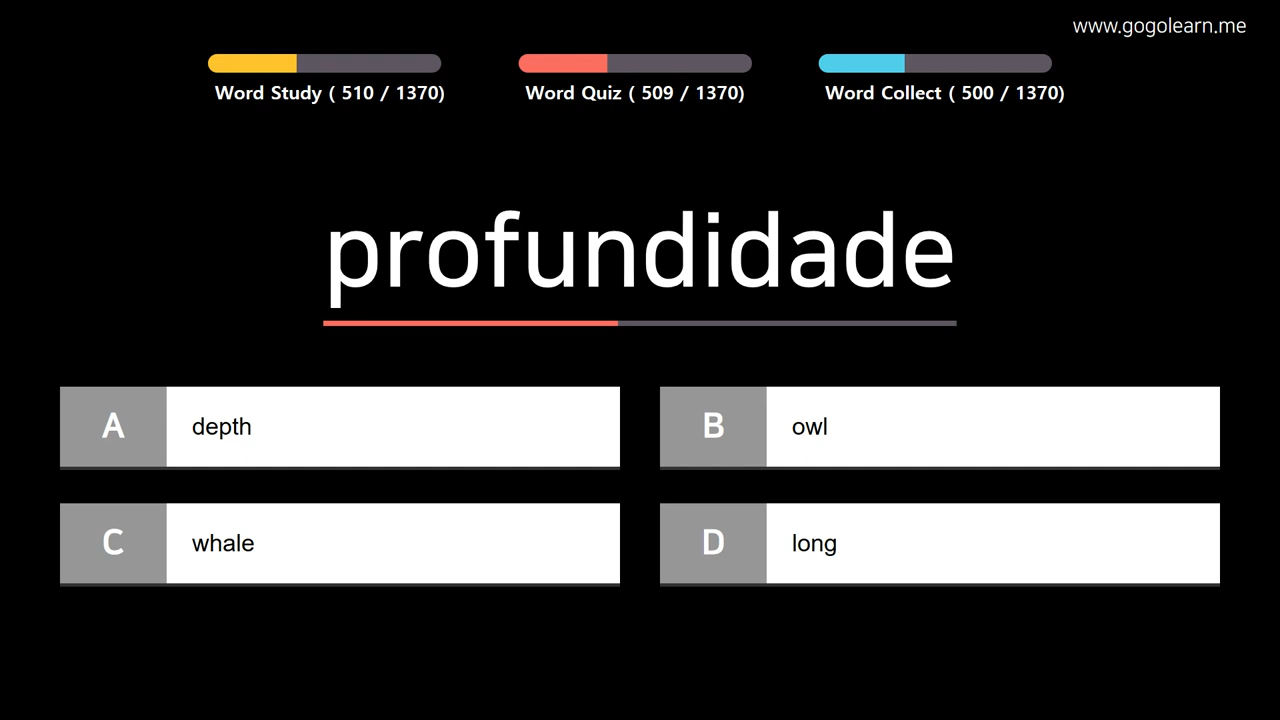 www.gogolearn.me
Word Study ( 510 / 1370)
Word Quiz ( 509 / 1370)
Word Collect ( 500 / 1370)
profundidade
A depth
B owl
C whale
D long